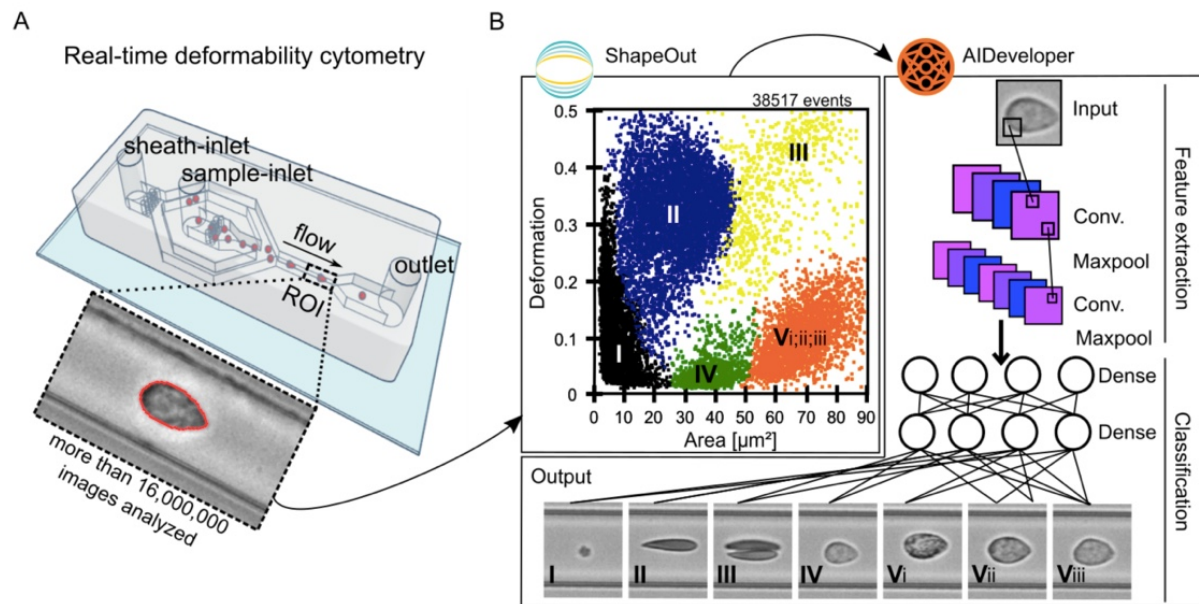 A
Real-time deformability cytometry
sheath-inlet
sample-inlet
flow
outlet
ROI
more than 16,000,000
images analyzed
B
ShapeOut
AIDeveloper
38517 events
Deformation
0.5
0.4
0.3
0.2
0.1
0
I
II
III
IV
Vi;ii;iii
0 10 20 30 40 50 60 70 80 90
Area [µm²]
Input
Conv.
Maxpool
Conv.
Maxpool
Feature extraction
Dense
Dense
Classification
Output
I
II
III
IV
Vi
Vii
Viii